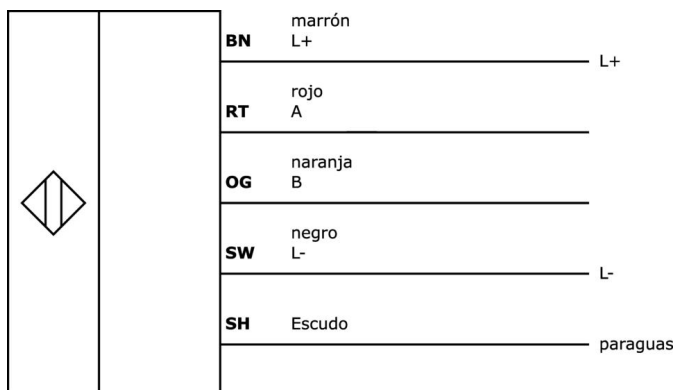 marrón
BN L+
L+
rojo
RT A
naranja
OG B
negro
SW L-
L-
SH Escudo
paraguas